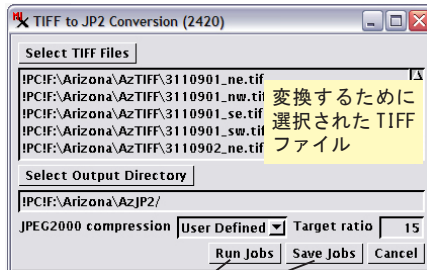 TIFF to JP2 Conversion (2420)
Select TIFF Files
!PC!F:\Arizona\AzTIFF\3110901_ne.tif
!PC!F:\Arizona\AzTIFF\3110901_nw.tif
!PC!F:\Arizona\AzTIFF\3110901_se.tif
!PC!F:\Arizona\AzTIFF\3110901_sw.tif
!PC!F:\Arizona\AzTIFF\3110902_ne.tif
変換するために
選択された TIFF
ファイル
Select Output Directory
!PC!F:\Arizona\AzJP2/
JPEG2000 compression User Defined Target ratio 15
Run Jobs Save Jobs Cancel